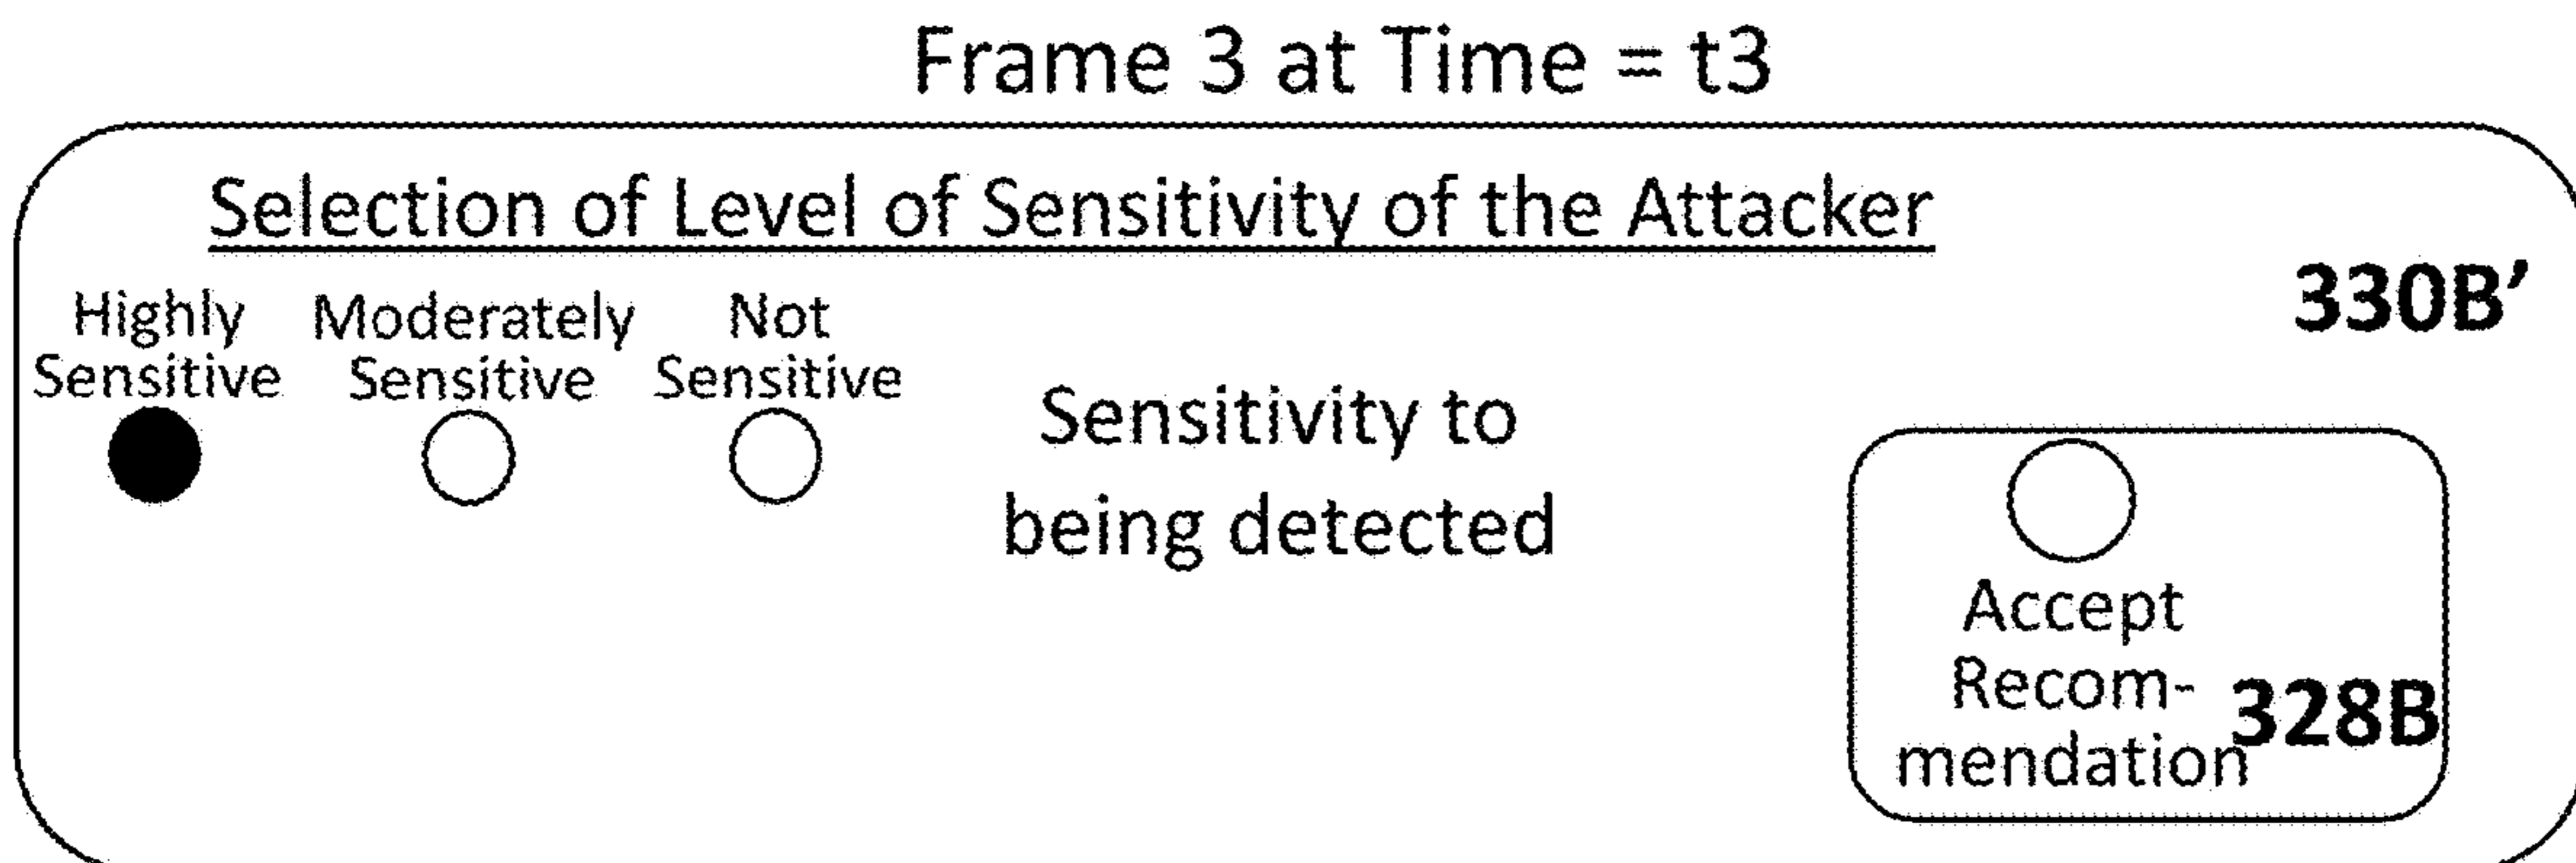 Frame 3 at Time = t3
Selection of Level of Sensitivity of the Attacker
330B’
Highly
Sensitive
Moderately
Sensitive
Not
Sensitive
Sensitivity to
being detected
Accept
Recom-
mendation
328B